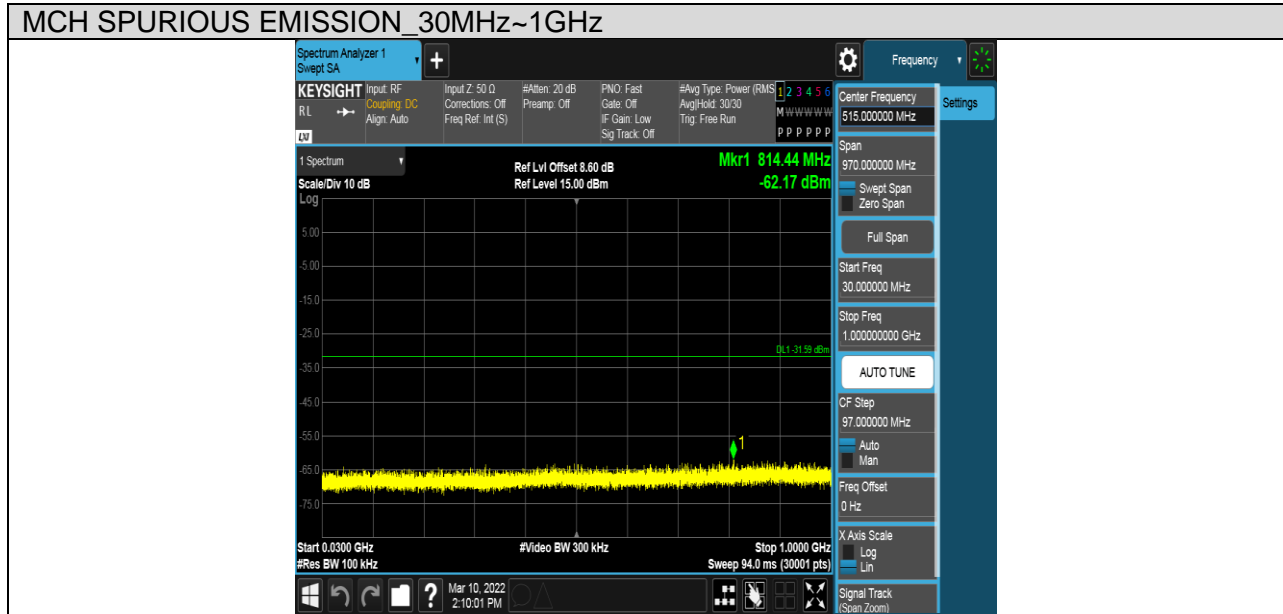 MCH SPURIOUS EMISSION_30MHz~1GHz
Spectrum Analyzer 1
Swept SA
+
Frequency
KEYSIGHT
RL
LXI
Input: RF
Coupling: DC
Align: Auto
Input Z: 50 Ω
Corrections: Off
Freq Ref: Int (S)
#Atten: 20 dB
Preamp: Off
PNO: Fast
Gate: Off
IF Gain: Low
Sig Track: Off
#Avg Type: Power (RMS
Avg|Hold: 30/30
Trig: Free Run
1 2 3 4 5 6
M W W W W W
P P P P P P
1 Spectrum
Scale/Div 10 dB
Ref Lvl Offset 8.60 dB
Ref Level 15.00 dBm
Mkr1 814.44 MHz
-62.17 dBm
Log
5.00
-5.00
-15.0
-25.0
DL1 -31.59 dBm
-35.0
-45.0
-55.0
1
-65.0
-75.0
Start 0.0300 GHz
#Res BW 100 kHz
#Video BW 300 kHz
Stop 1.0000 GHz
Sweep 94.0 ms (30001 pts)
?
Mar 10, 2022
2:10:01 PM
Center Frequency
515.000000 MHz
Settings
Span
970.000000 MHz
Swept Span
Zero Span
Full Span
Start Freq
30.000000 MHz
Stop Freq
1.000000000 GHz
AUTO TUNE
CF Step
97.000000 MHz
Auto
Man
Freq Offset
0 Hz
X Axis Scale
Log
Lin
Signal Track
(Span Zoom)